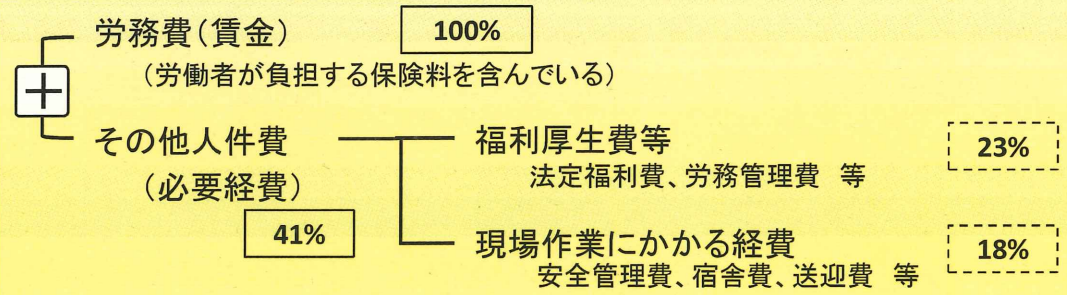 労務費(賃金) 100%
(労働者が負担する保険料を含んでいる)
+
その他人件費 福利厚生費等 23%
(必要経費) 法定福利費、労務管理費 等
41%
現場作業にかかる経費 18%
安全管理費、宿舎費、送迎費 等